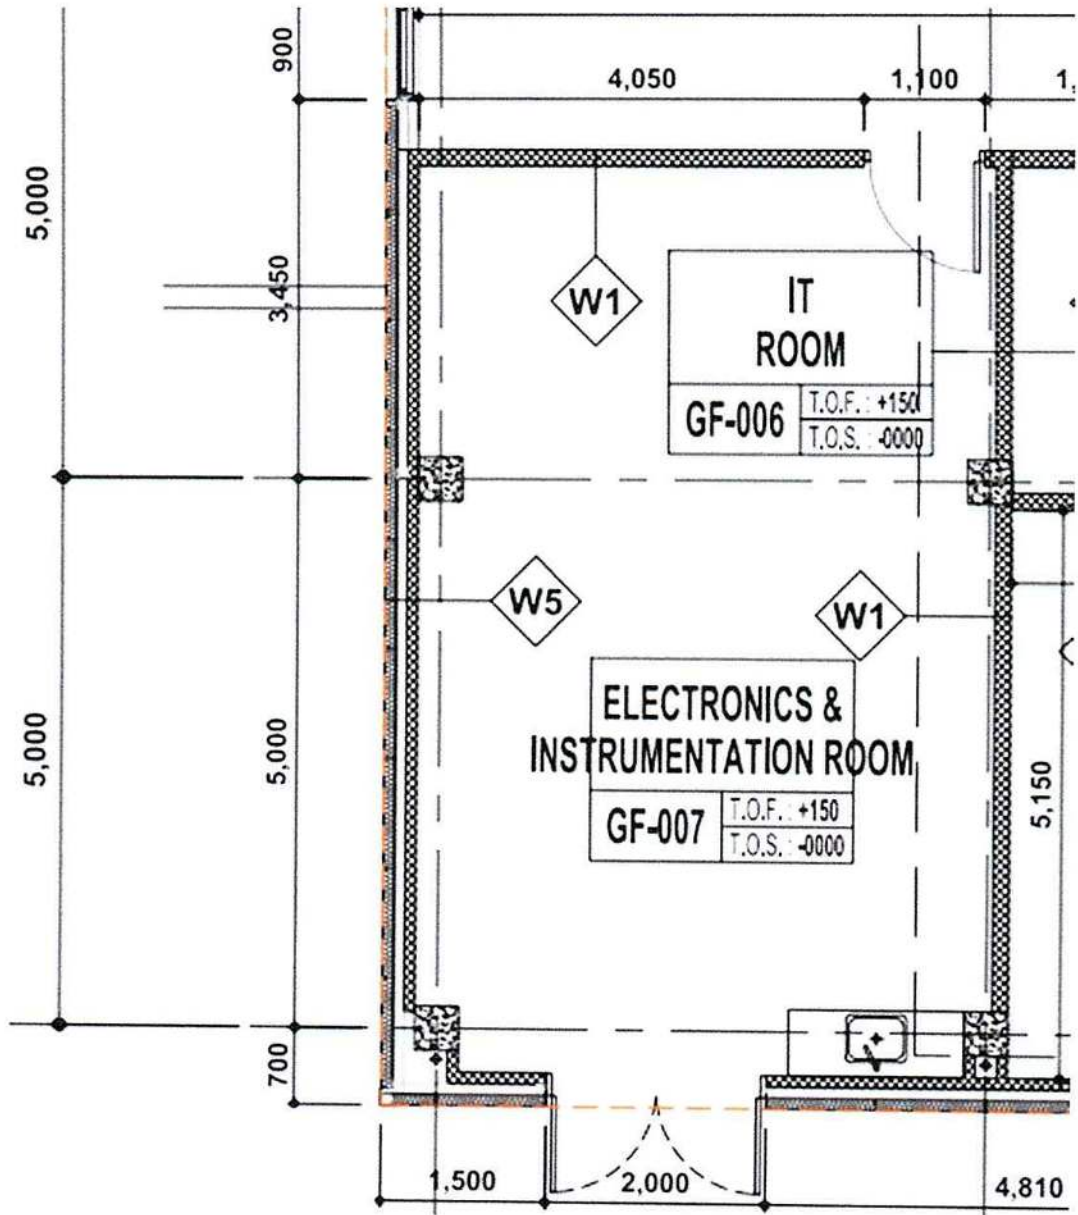 900
4,050
1,100
1,
5,000
3,450
W1
IT
ROOM
GF-006
T.O.F. : +150
T.O.S. : -0000
W5
W1
ELECTRONICS &
INSTRUMENTATION ROOM
GF-007
T.O.F. : +150
T.O.S. : -0000
5,000
5,000
5,150
700
1,500
2,000
4,810